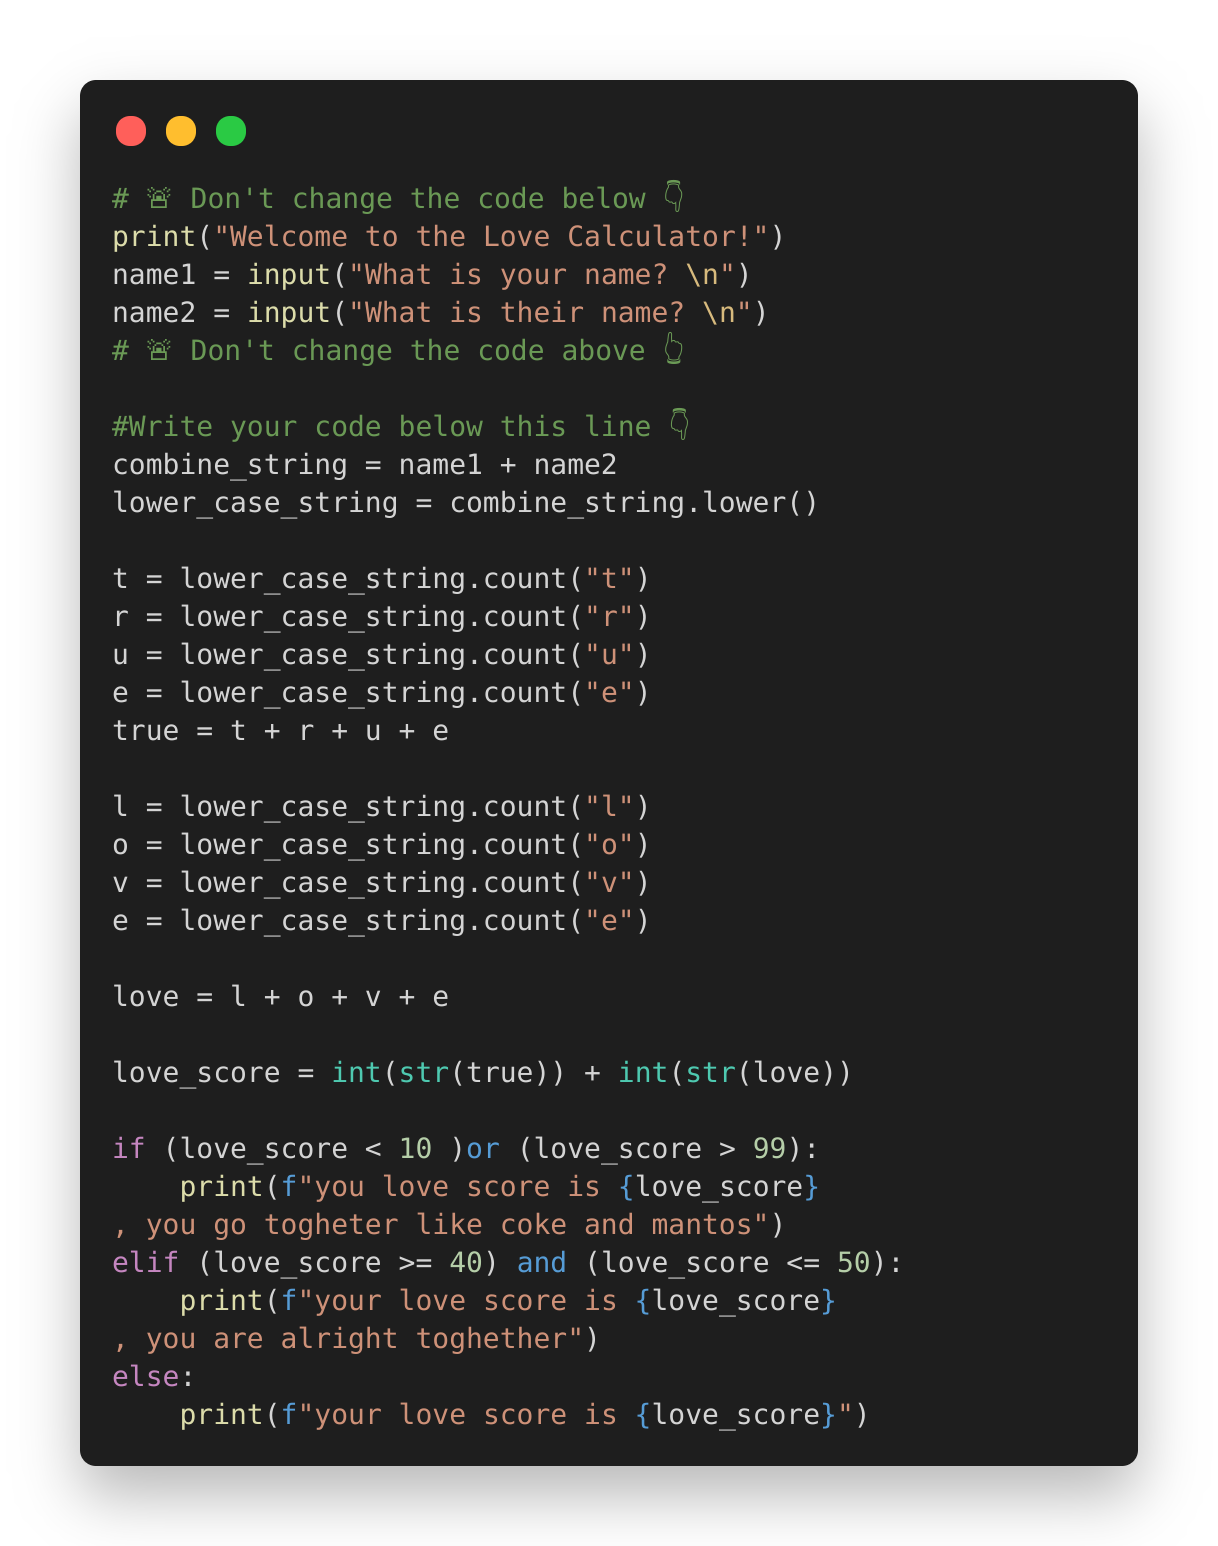 # 🚨 Don't change the code below 👇
print("Welcome to the Love Calculator!")
name1 = input("What is your name? \n")
name2 = input("What is their name? \n")
# 🚨 Don't change the code above 👆

#Write your code below this line 👇
combine_string = name1 + name2
lower_case_string = combine_string.lower()

t = lower_case_string.count("t")
r = lower_case_string.count("r")
u = lower_case_string.count("u")
e = lower_case_string.count("e")
true = t + r + u + e

l = lower_case_string.count("l")
o = lower_case_string.count("o")
v = lower_case_string.count("v")
e = lower_case_string.count("e")

love = l + o + v + e

love_score = int(str(true)) + int(str(love))

if (love_score < 10 )or (love_score > 99):
    print(f"you love score is {love_score}
, you go togheter like coke and mantos")
elif (love_score >= 40) and (love_score <= 50):
    print(f"your love score is {love_score}
, you are alright toghether")
else:
    print(f"your love score is {love_score}")